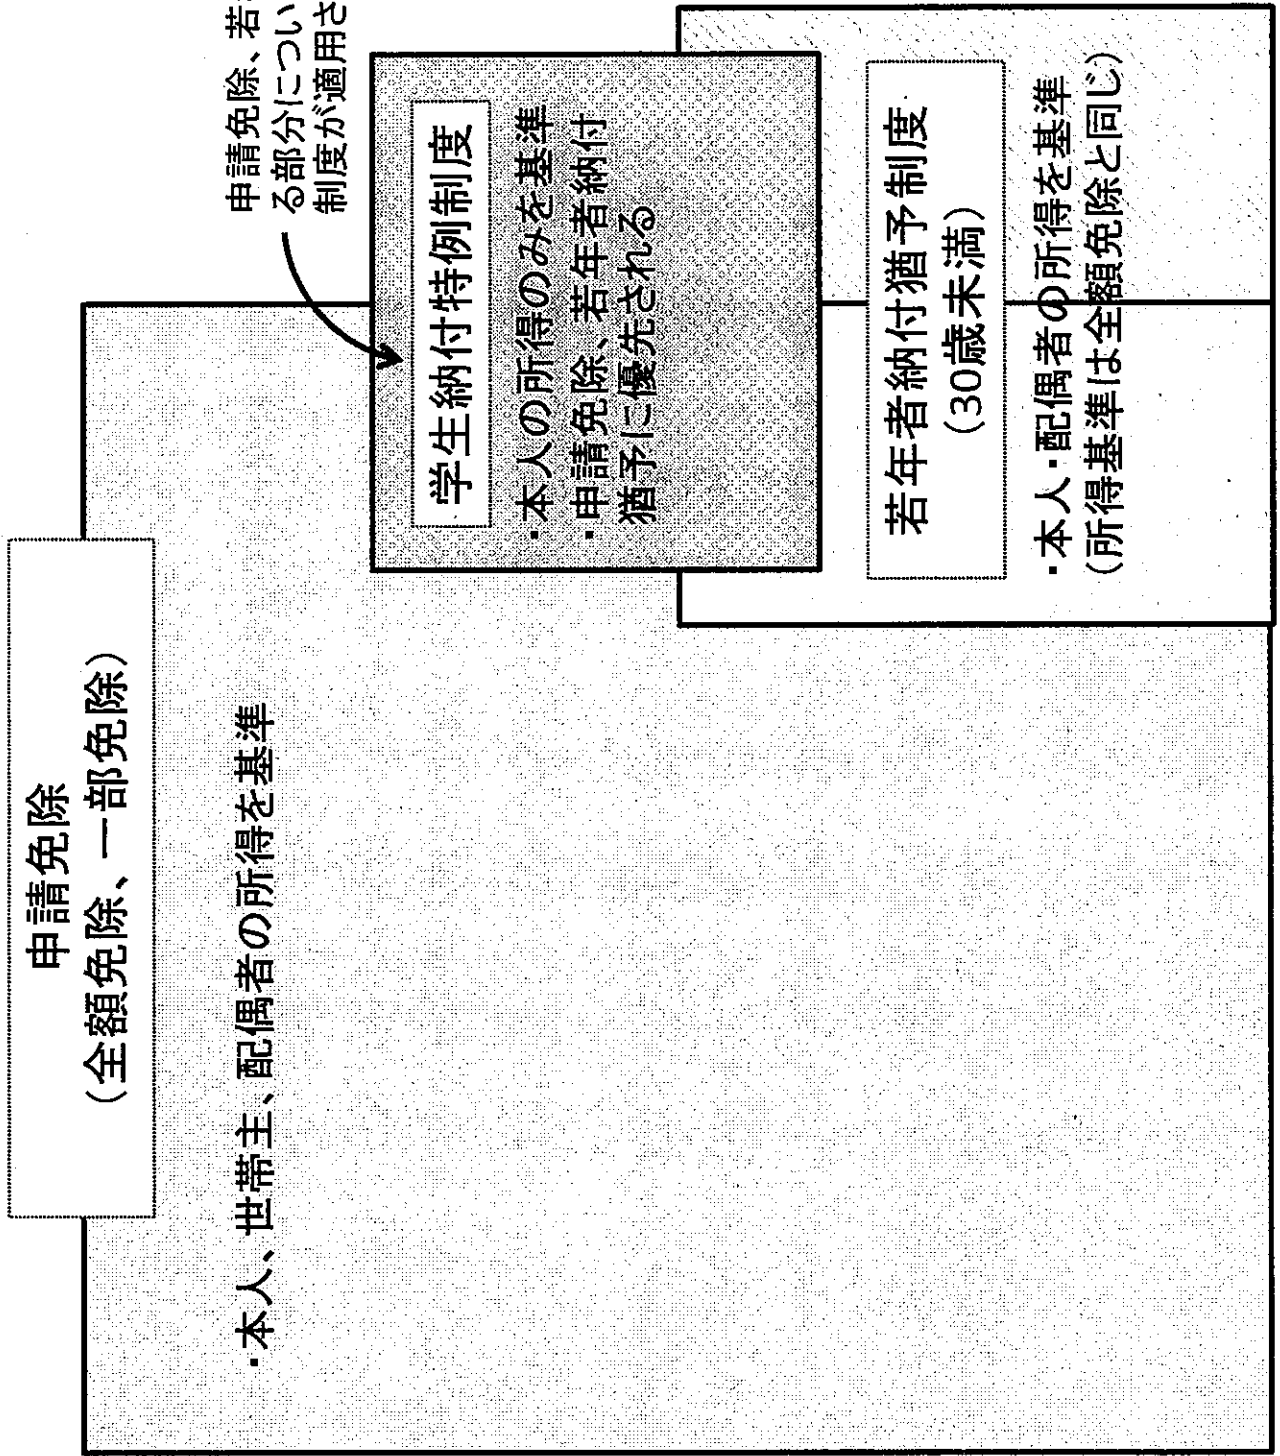 申請免除
（全額免除、一部免除）
・本人、世帯主、配偶者の所得を基準
申請免除、若
る部分につい
制度が適用さ
学生納付特例制度
・本人の所得のみを基準
・申請免除、若年者納付
猶予に優先される
若年者納付猶予制度
（30歳未満）
・本人・配偶者の所得を基準
（所得基準は全額免除と同じ）